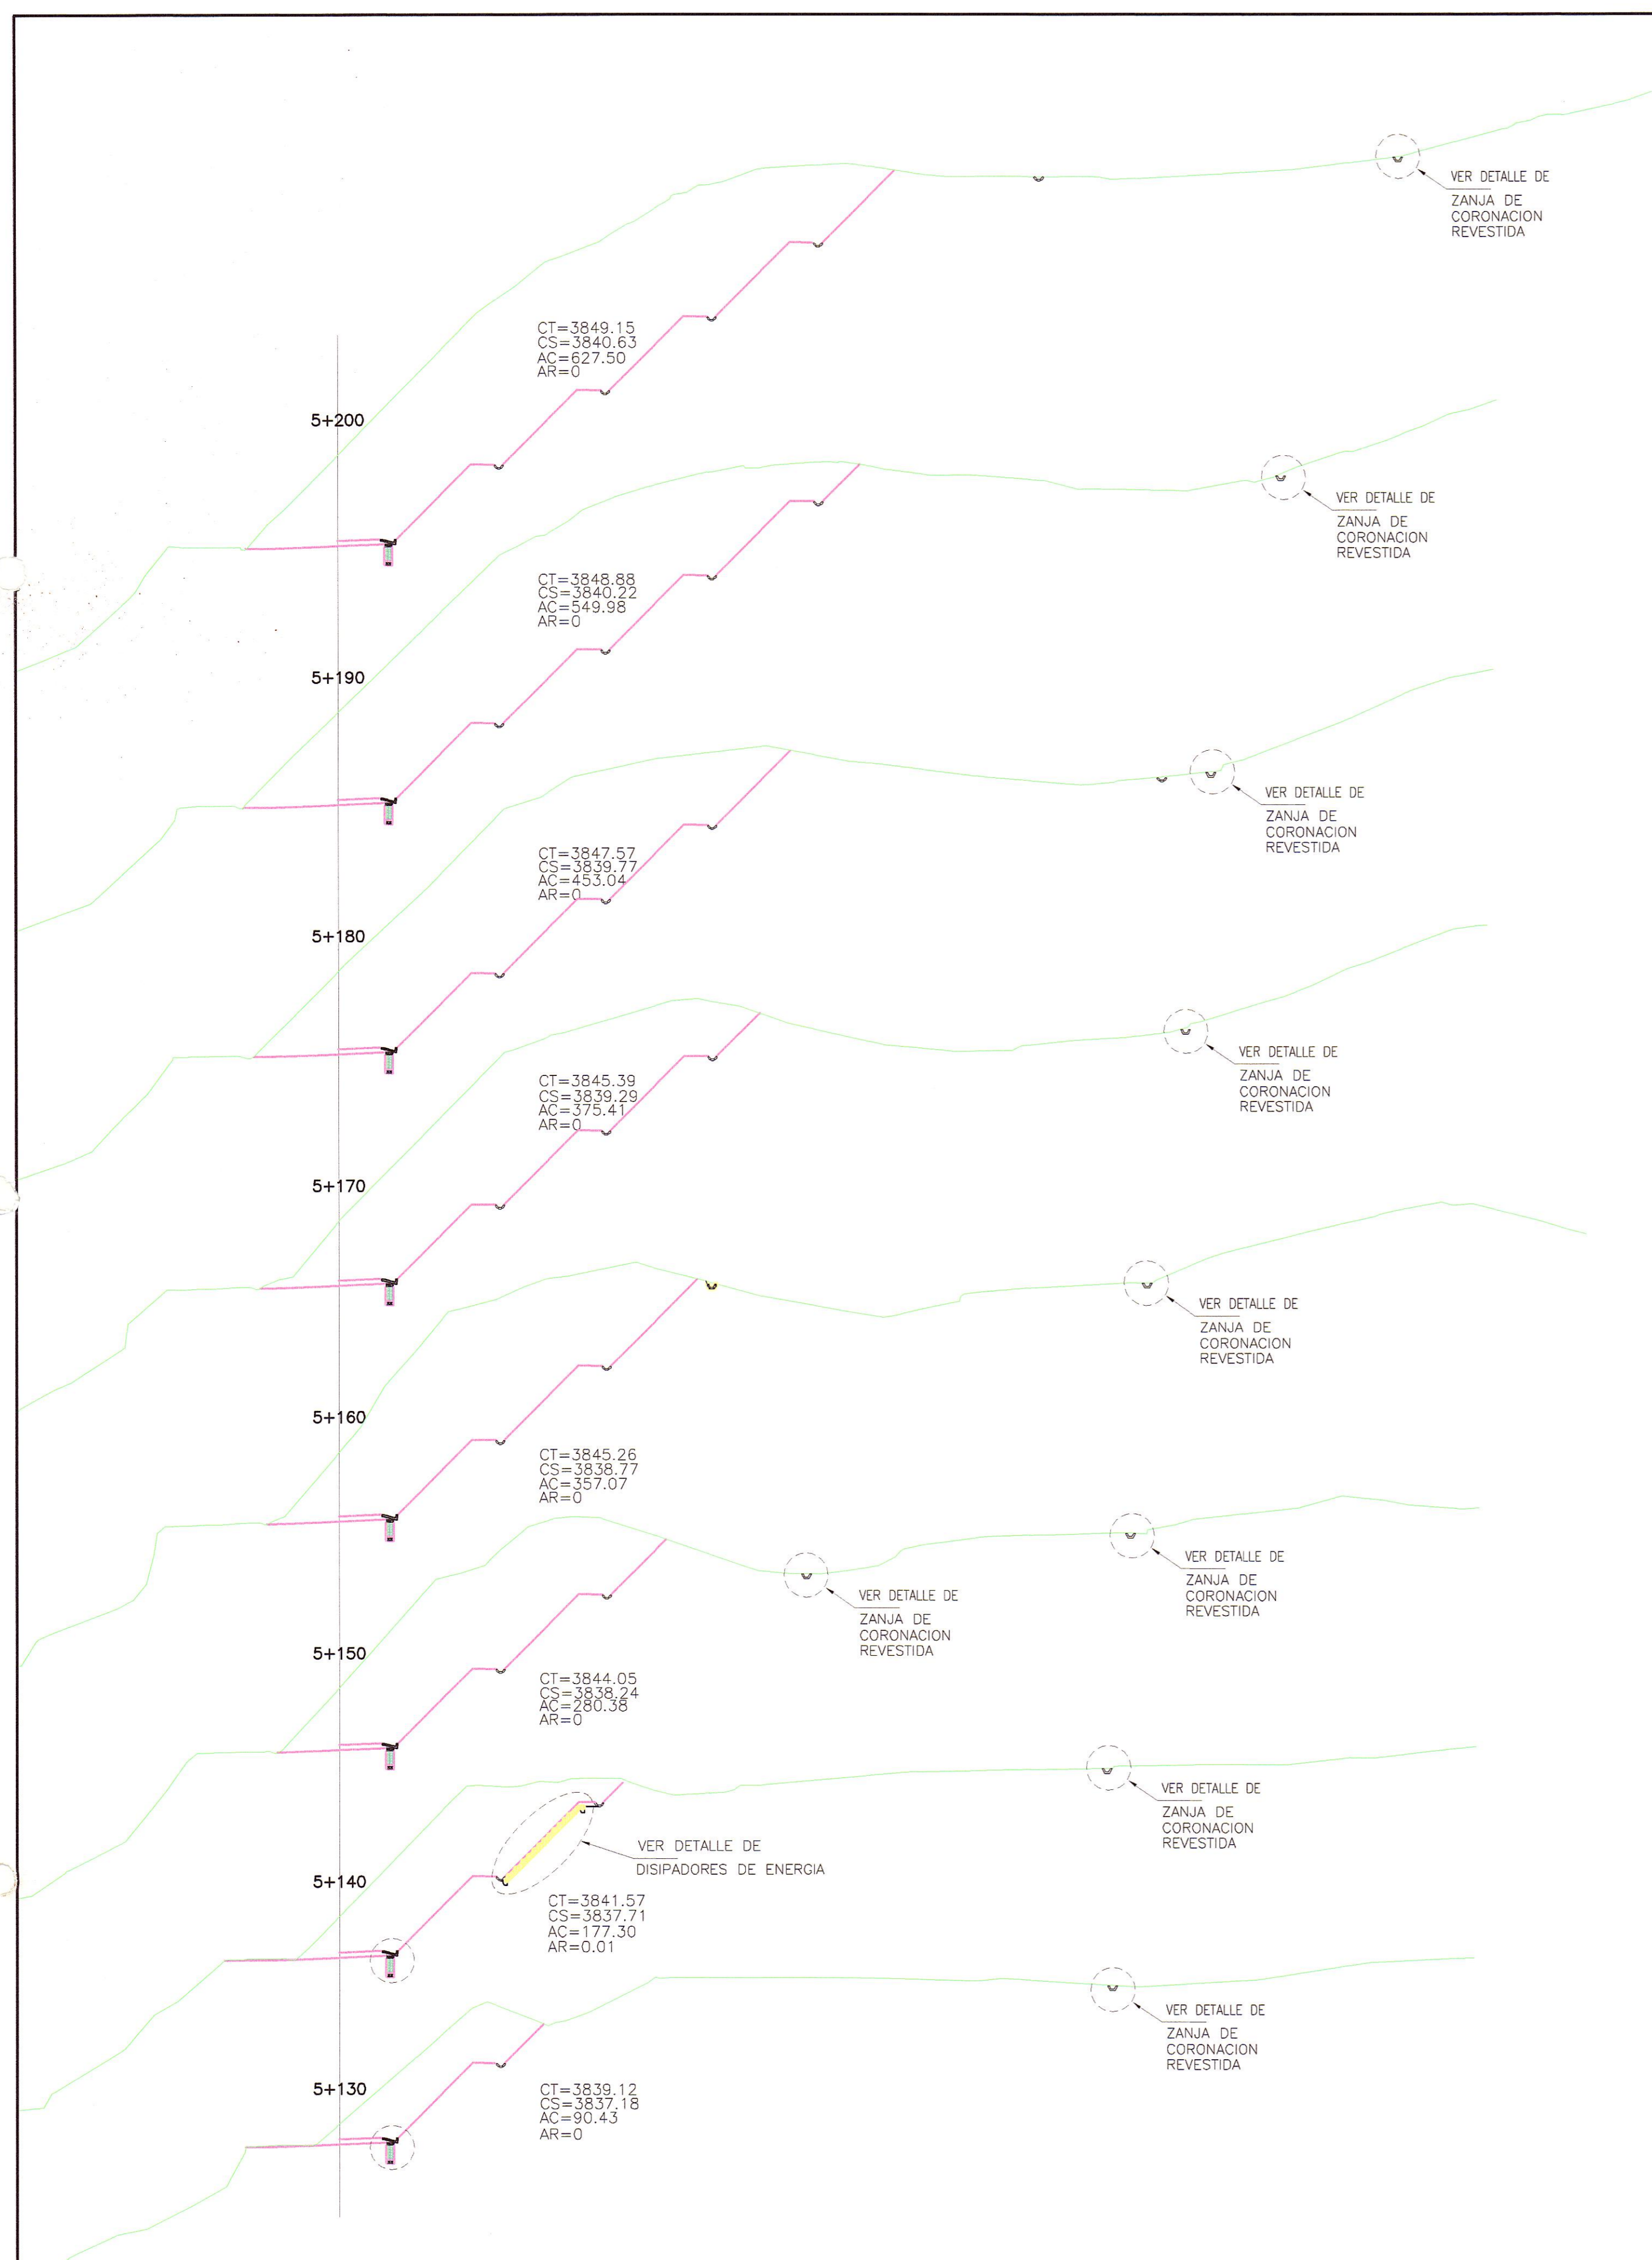 VER DETALLE DE
ZANJA DE
CORONACION
REVESTIDA
CT=3849.15
CS=3840.63
AC=627.50
AR=0
5+200
VER DETALLE DE
ZANJA DE
CORONACION
REVESTIDA
CT=3848.88
CS=3840.22
AC=549.98
AR=0
5+190
VER DETALLE DE
ZANJA DE
CORONACION
REVESTIDA
CT=3847.57
CS=3839.77
AC=453.04
AR=0
5+180
VER DETALLE DE
ZANJA DE
CORONACION
REVESTIDA
CT=3845.39
CS=3839.29
AC=375.41
AR=0
5+170
VER DETALLE DE
ZANJA DE
CORONACION
REVESTIDA
5+160
CT=3845.26
CS=3838.77
AC=357.07
AR=0
VER DETALLE DE
ZANJA DE
CORONACION
REVESTIDA
VER DETALLE DE
ZANJA DE
CORONACION
REVESTIDA
5+150
CT=3844.05
CS=3838.24
AC=280.38
AR=0
VER DETALLE DE
ZANJA DE
CORONACION
REVESTIDA
VER DETALLE DE
DISIPADORES DE ENERGIA
5+140
CT=3841.57
CS=3837.71
AC=177.30
AR=0.01
VER DETALLE DE
ZANJA DE
CORONACION
REVESTIDA
5+130
CT=3839.12
CS=3837.18
AC=90.43
AR=0